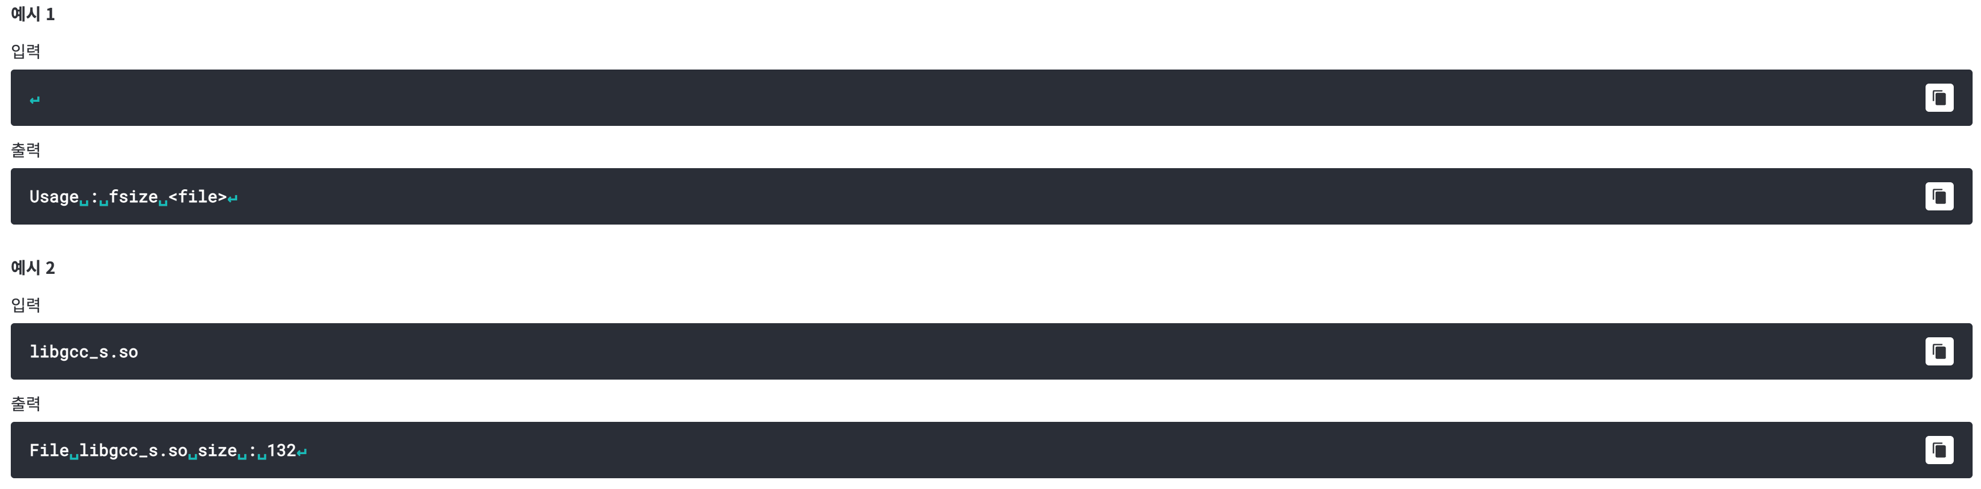 예시 1
입력
↵
출력
Usage␣:␣fsize␣<file>↵
예시 2
입력
libgcc_s.so
출력
File␣libgcc_s.so␣size␣:␣132↵